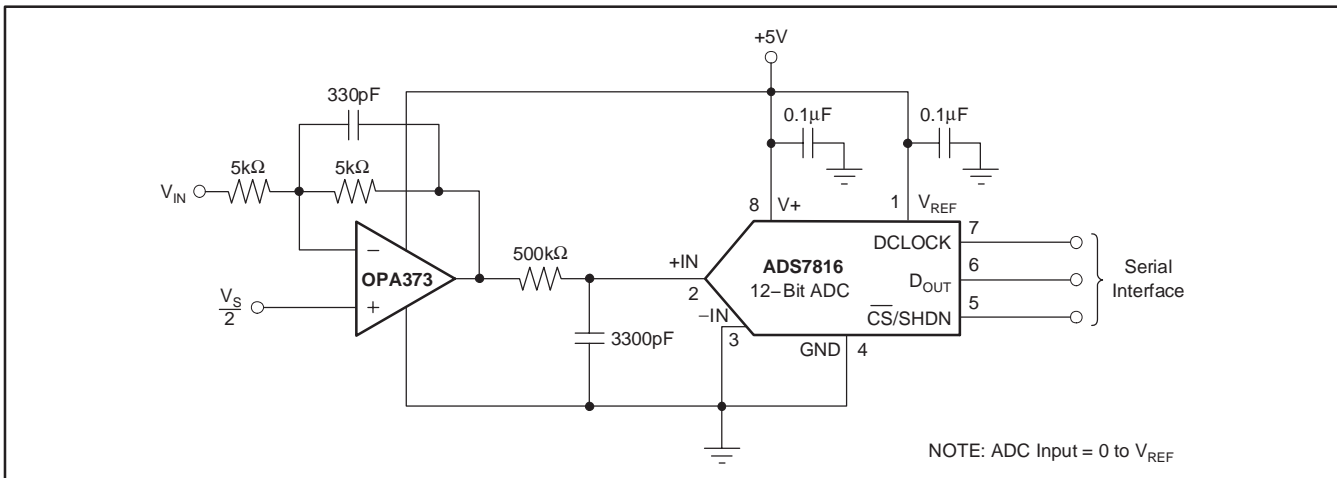 +5V
330pF
0.1µF
0.1µF
5kΩ
5kΩ
V_IN
8
V+
1
V_REF
7
DCLOCK
–
OPA373
+
500kΩ
+IN
2
ADS7816
12–Bit ADC
6
D_OUT
Serial
Interface
V_S
2
–IN
3
5
CS/SHDN
3300pF
GND
4
NOTE: ADC Input = 0 to V_REF